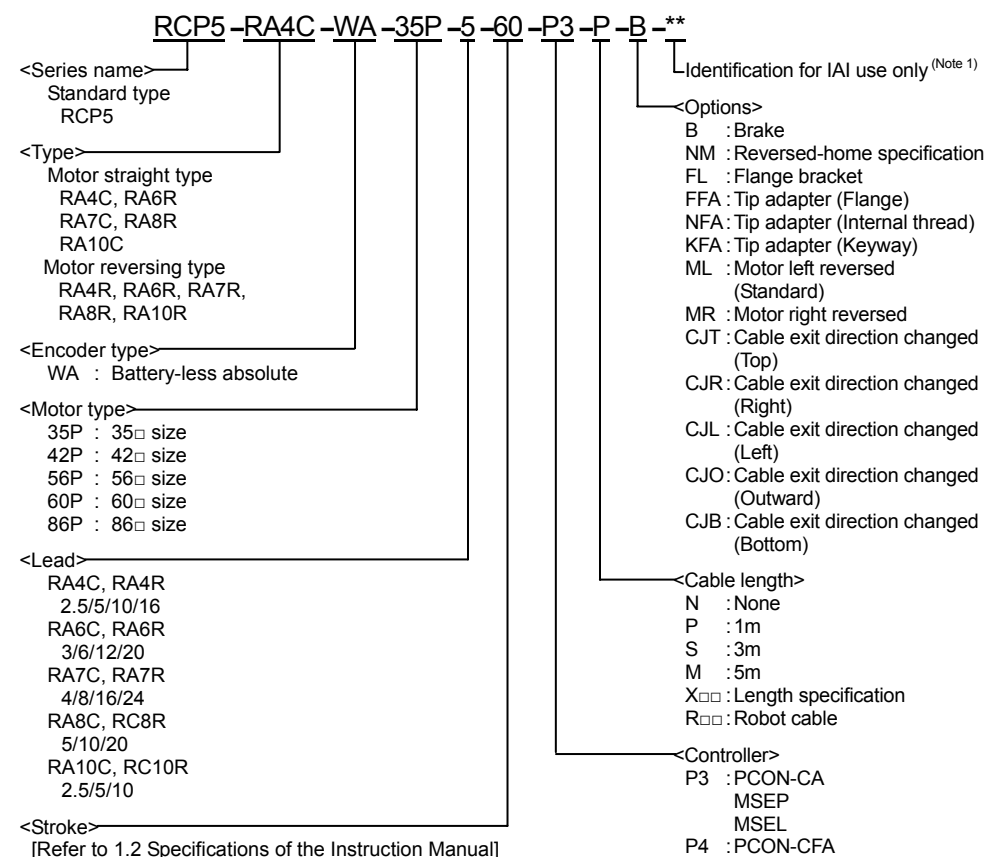 RCP5 –RA4C –WA –35P –5 –60 –P3 –P –B –**
<Series name>
Standard type
RCP5
<Type>
Motor straight type
RA4C, RA6R
RA7C, RA8R
RA10C
Motor reversing type
RA4R, RA6R, RA7R,
RA8R, RA10R
<Encoder type>
WA : Battery-less absolute
<Motor type>
35P : 35□ size
42P : 42□ size
56P : 56□ size
60P : 60□ size
86P : 86□ size
<Lead>
RA4C, RA4R
2.5/5/10/16
RA6C, RA6R
3/6/12/20
RA7C, RA7R
4/8/16/24
RA8C, RC8R
5/10/20
RA10C, RC10R
2.5/5/10
<Stroke>
[Refer to 1.2 Specifications of the Instruction Manual]
Identification for IAI use only (Note 1)
<Options>
B : Brake
NM : Reversed-home specification
FL : Flange bracket
FFA : Tip adapter (Flange)
NFA : Tip adapter (Internal thread)
KFA : Tip adapter (Keyway)
ML : Motor left reversed
(Standard)
MR : Motor right reversed
CJT : Cable exit direction changed
(Top)
CJR : Cable exit direction changed
(Right)
CJL : Cable exit direction changed
(Left)
CJO : Cable exit direction changed
(Outward)
CJB : Cable exit direction changed
(Bottom)
<Cable length>
N : None
P : 1m
S : 3m
M : 5m
X□□ : Length specification
R□□ : Robot cable
<Controller>
P3 : PCON-CA
MSEP
MSEL
P4 : PCON-CFA